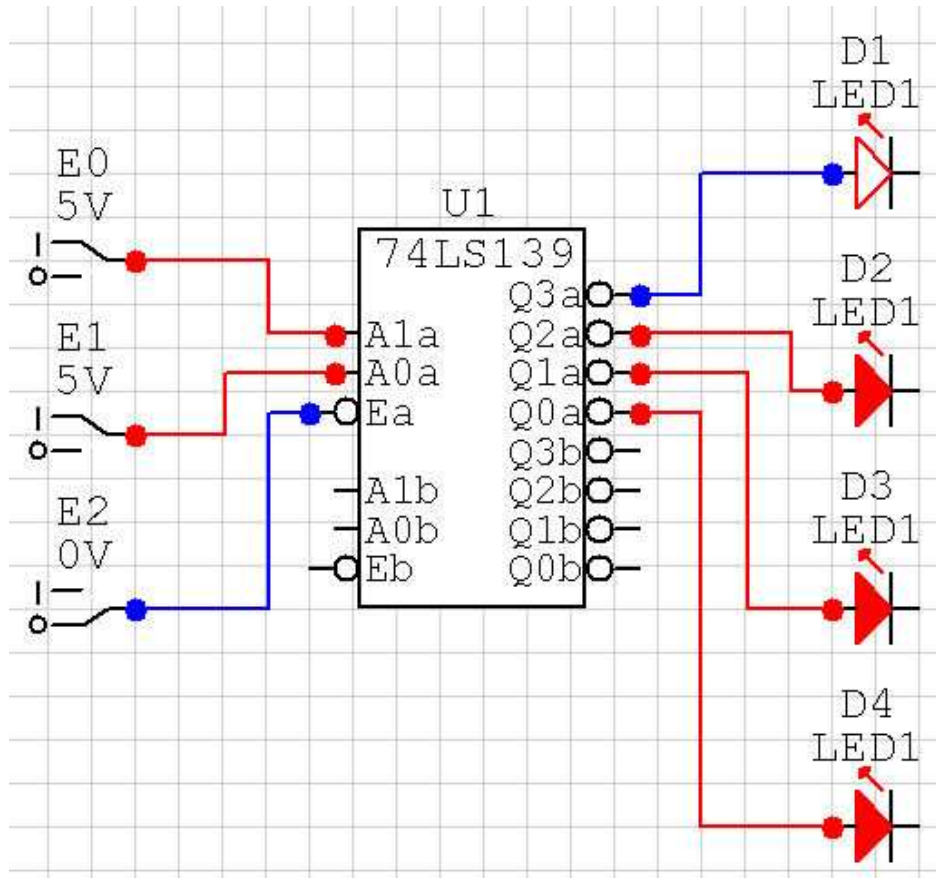 E0
5V
E1
5V
E2
0V
U1
74LS139
A1a
A0a
Ea
A1b
A0b
Eb
Q3a
Q2a
Q1a
Q0a
Q3b
Q2b
Q1b
Q0b
D1
LED1
D2
LED1
D3
LED1
D4
LED1